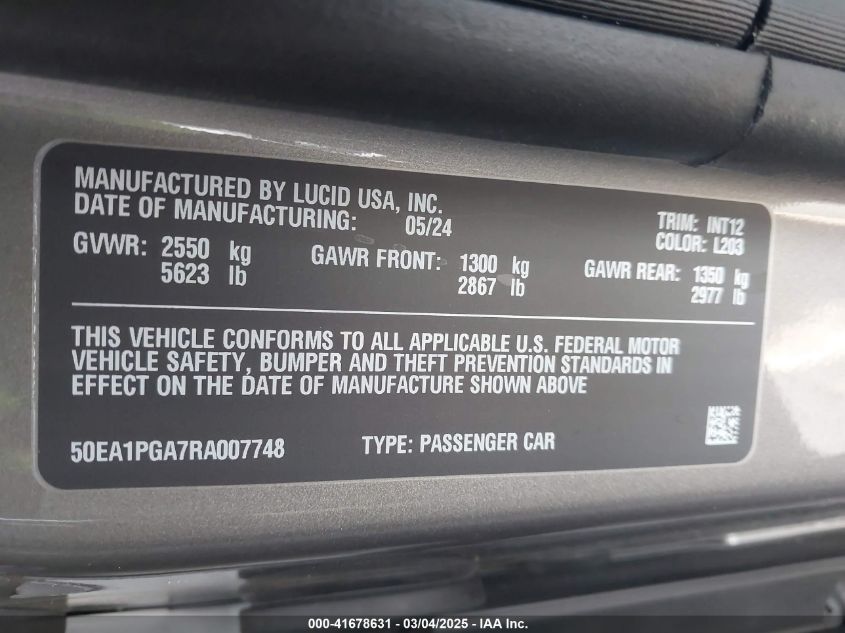 MANUFACTURED BY LUCID USA, INC.
DATE OF MANUFACTURING: 05/24
TRIM: INT12
COLOR: L203
GVWR: 2550 kg
5623 lb
GAWR FRONT: 1300 kg
2867 lb
GAWR REAR: 1350 kg
2977 lb
THIS VEHICLE CONFORMS TO ALL APPLICABLE U.S. FEDERAL MOTOR
VEHICLE SAFETY, BUMPER AND THEFT PREVENTION STANDARDS IN
EFFECT ON THE DATE OF MANUFACTURE SHOWN ABOVE
50EA1PGA7RA007748 TYPE: PASSENGER CAR
000-41678631 - 03/04/2025 - IAA Inc.